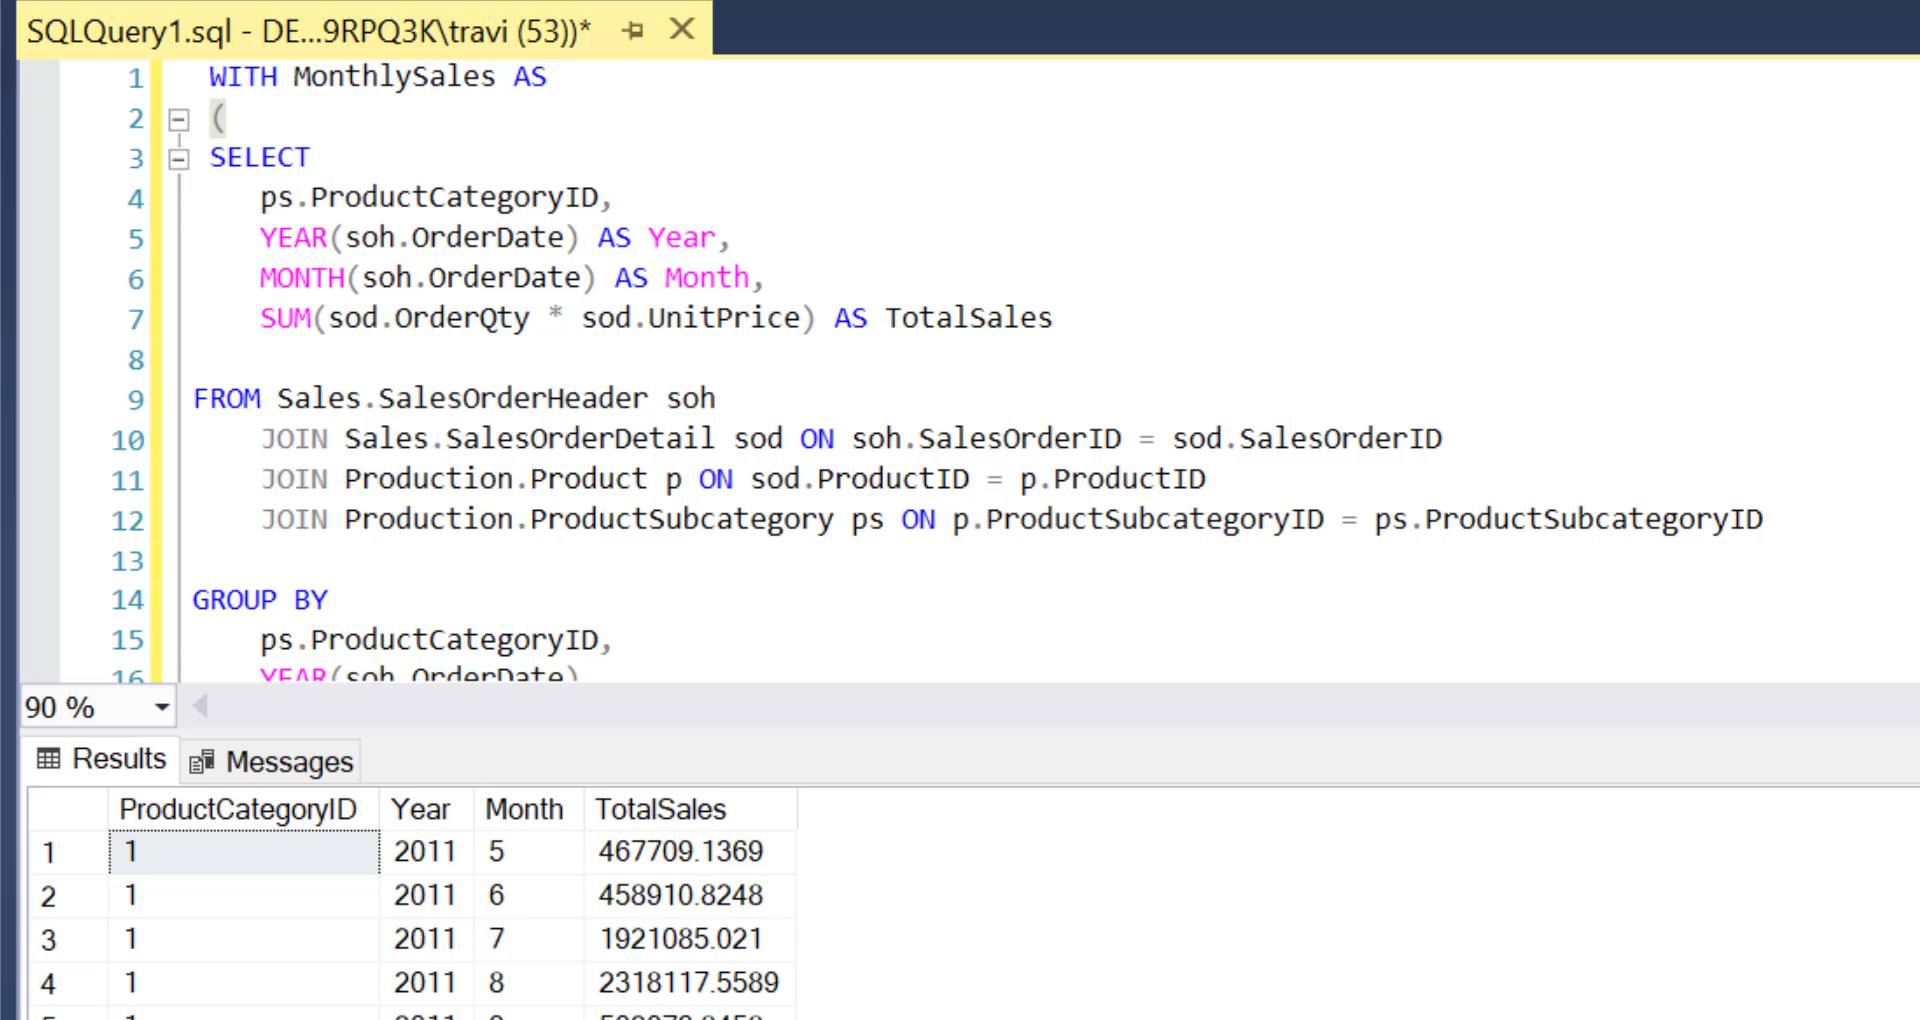 SQLQuery1.sql - DE...9RPQ3K\travi (53))*
1 WITH MonthlySales AS
2 (
3 SELECT
4 ps.ProductCategoryID,
5 YEAR(soh.OrderDate) AS Year,
6 MONTH(soh.OrderDate) AS Month,
7 SUM(sod.OrderQty * sod.UnitPrice) AS TotalSales
8
9 FROM Sales.SalesOrderHeader soh
10 JOIN Sales.SalesOrderDetail sod ON soh.SalesOrderID = sod.SalesOrderID
11 JOIN Production.Product p ON sod.ProductID = p.ProductID
12 JOIN Production.ProductSubcategory ps ON p.ProductSubcategoryID = ps.ProductSubcategoryID
13
14 GROUP BY
15 ps.ProductCategoryID,
16 YEAR(soh.OrderDate)
90 %
Results Messages
ProductCategoryID Year Month TotalSales
1 1 2011 5 467709.1369
2 1 2011 6 458910.8248
3 1 2011 7 1921085.021
4 1 2011 8 2318117.5589